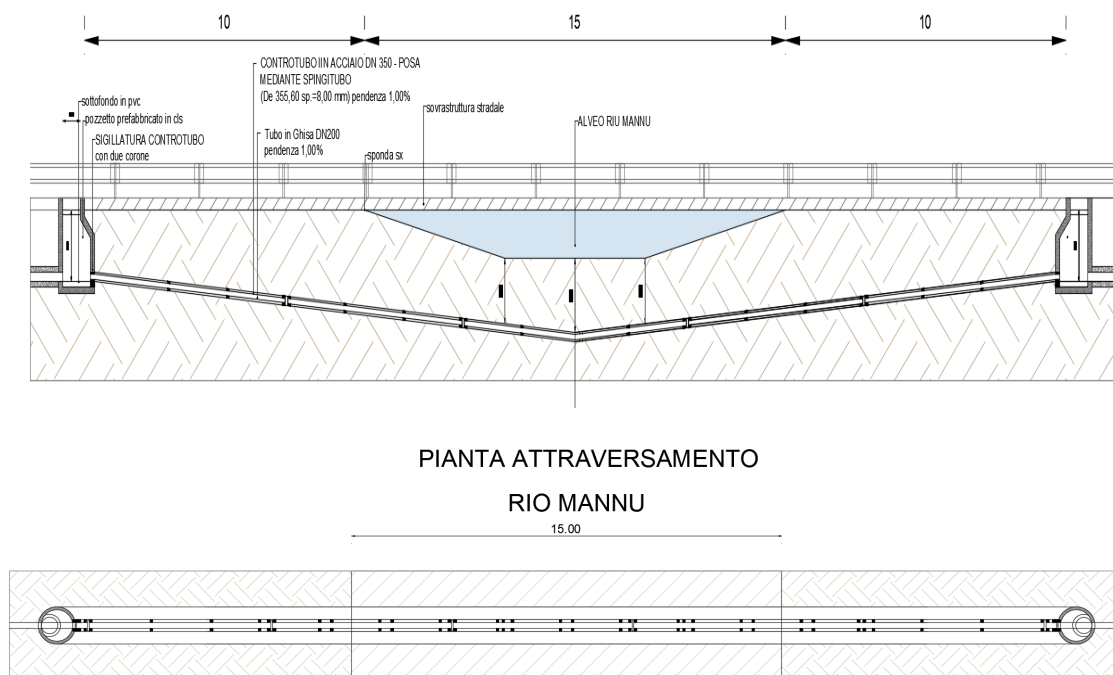 10
15
10
CONTROTUBO IIN ACCIAIO DN 350 - POSA
MEDIANTE SPINGITUBO
(De 355,60 sp.=8,00 mm) pendenza 1,00%
sottofondo in pvc
pozzetto prefabbricato in cls
SIGILLATURA CONTROTUBO
con due corone
Tubo in Ghisa DN200
pendenza 1,00%
sovrastruttura stradale
sponda sx
ALVEO RIU MANNU
PIANTA ATTRAVERSAMENTO
RIO MANNU
15.00